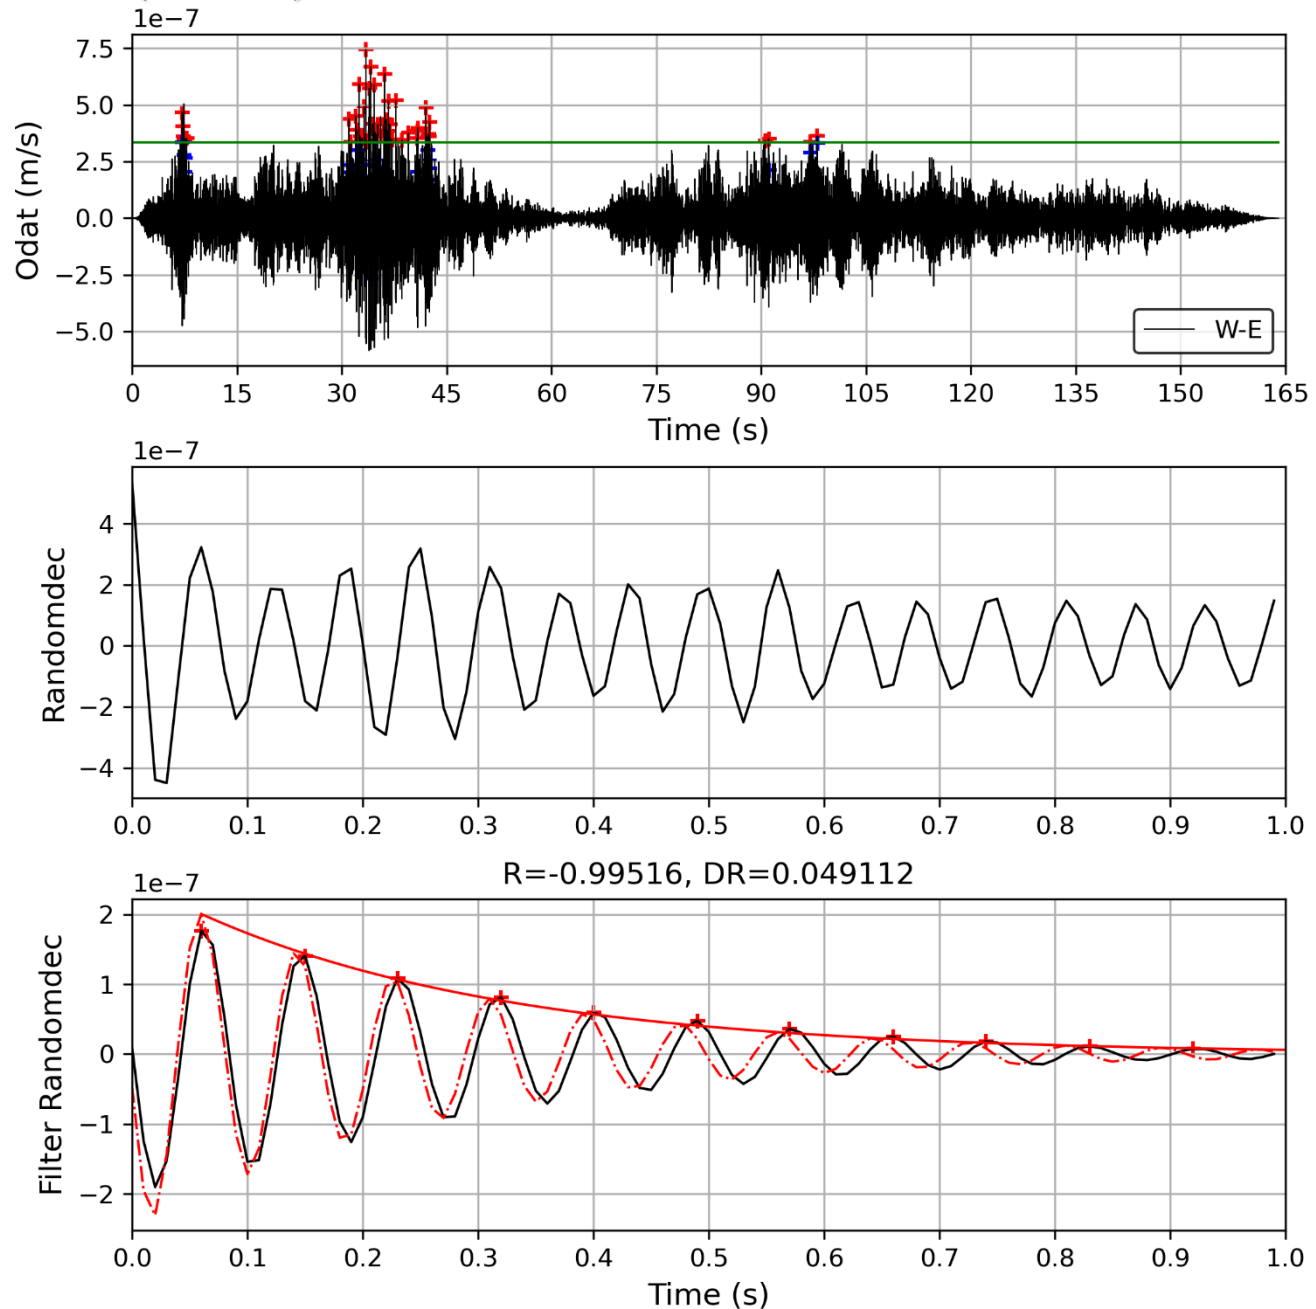 1e−7
Odat (m/s)
7.5
5.0
2.5
0.0
−2.5
−5.0
W-E
0 15 30 45 60 75 90 105 120 135 150 165
Time (s)
1e−7
Randomdec
4
2
0
−2
−4
0.0 0.1 0.2 0.3 0.4 0.5 0.6 0.7 0.8 0.9 1.0
R=-0.99516, DR=0.049112
1e−7
Filter Randomdec
2
1
0
−1
−2
0.0 0.1 0.2 0.3 0.4 0.5 0.6 0.7 0.8 0.9 1.0
Time (s)